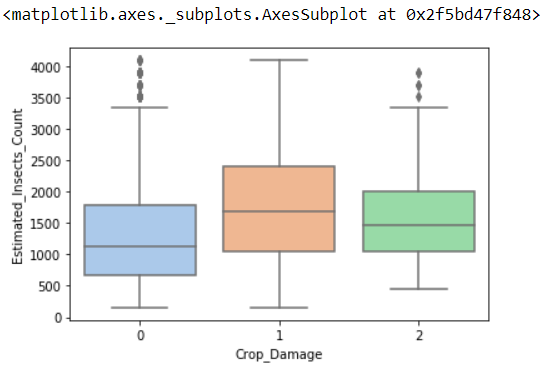 <matplotlib.axes._subplots.AxesSubplot at 0x2f5bd47f848>
4000
3500
3000
2500
2000
1500
1000
500
0
Estimated_Insects_Count
0 1 2
Crop_Damage